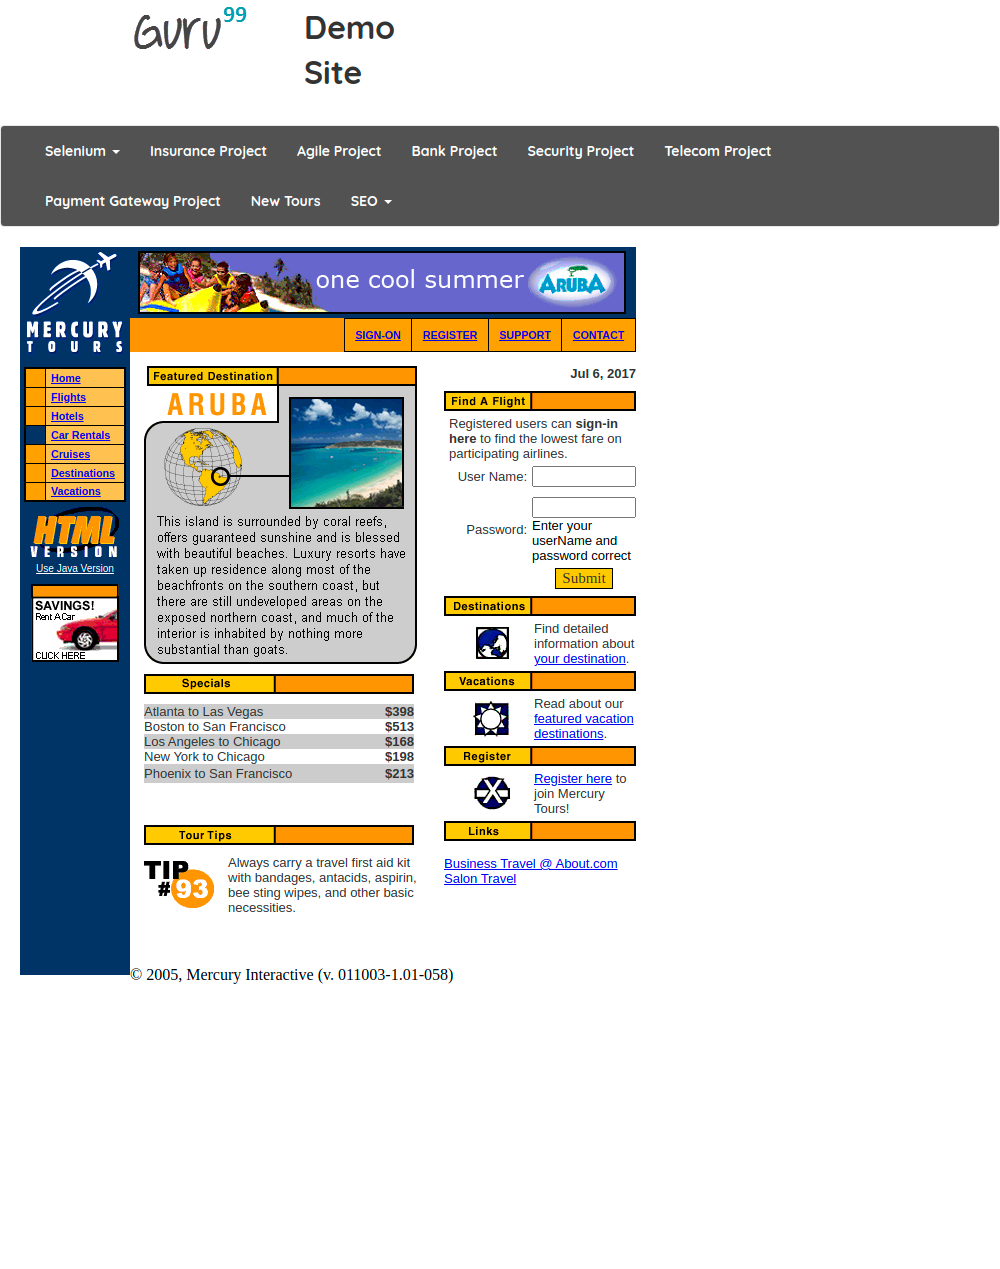 Guru99
Demo
Site
Selenium
Insurance Project
Agile Project
Bank Project
Security Project
Telecom Project
Payment Gateway Project
New Tours
SEO
MERCURY
TOURS
one cool summer
ARUBA
SIGN-ON
REGISTER
SUPPORT
CONTACT
Home
Flights
Hotels
Car Rentals
Cruises
Destinations
Vacations
HTML
VERSION
Use Java Version
SAVINGS!
Rent A Car
CLICK HERE
Featured Destination
ARUBA
This island is surrounded by coral reefs,
offers guaranteed sunshine and is blessed
with beautiful beaches. Luxury resorts have
taken up residence along most of the
beachfronts on the southern coast, but
there are still undeveloped areas on the
exposed northern coast, and much of the
interior is inhabited by nothing more
substantial than goats.
Specials
Atlanta to Las Vegas $398
Boston to San Francisco $513
Los Angeles to Chicago $168
New York to Chicago $198
Phoenix to San Francisco $213
Tour Tips
TIP
#93
Always carry a travel first aid kit
with bandages, antacids, aspirin,
bee sting wipes, and other basic
necessities.
Jul 6, 2017
Find A Flight
Registered users can sign-in
here to find the lowest fare on
participating airlines.
User Name:
Password:
Enter your
userName and
password correct
Submit
Destinations
Find detailed
information about
your destination.
Vacations
Read about our
featured vacation
destinations.
Register
Register here to
join Mercury
Tours!
Links
Business Travel @ About.com
Salon Travel
© 2005, Mercury Interactive (v. 011003-1.01-058)